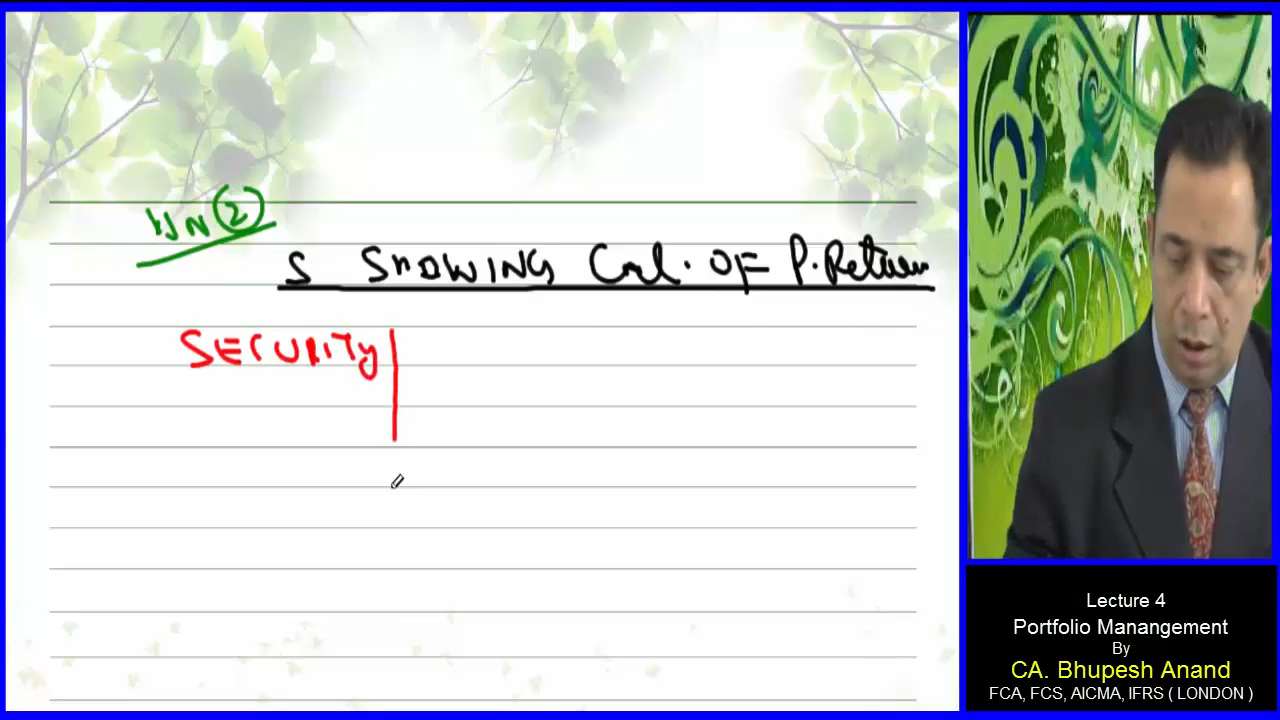 WN (2)
S SHOWING Cal. OF P. Return
SECURITY
Lecture 4
Portfolio Manangement
By
CA. Bhupesh Anand
FCA, FCS, AICMA, IFRS ( LONDON )